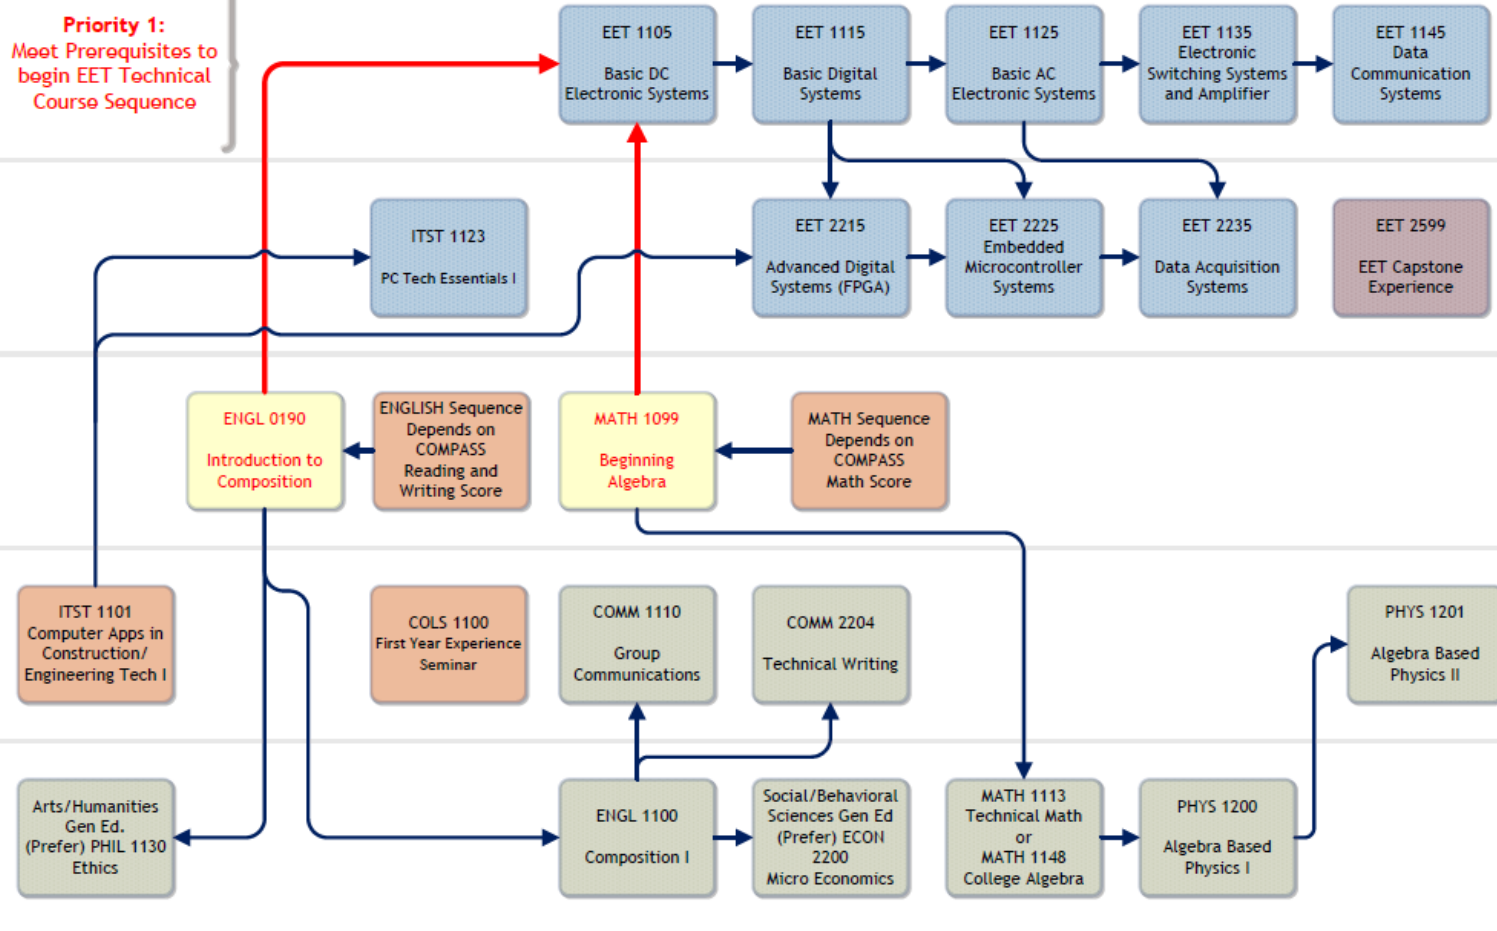 Priority 1:
Meet Prerequisites to
begin EET Technical
Course Sequence
EET 1105
Basic DC
Electronic Systems
EET 1115
Basic Digital
Systems
EET 1125
Basic AC
Electronic Systems
EET 1135
Electronic
Switching Systems
and Amplifier
EET 1145
Data
Communication
Systems
ITST 1123
PC Tech Essentials I
EET 2215
Advanced Digital
Systems (FPGA)
EET 2225
Embedded
Microcontroller
Systems
EET 2235
Data Acquisition
Systems
EET 2599
EET Capstone
Experience
ENGL 0190
Introduction to
Composition
ENGLISH Sequence
Depends on
COMPASS
Reading and
Writing Score
MATH 1099
Beginning
Algebra
MATH Sequence
Depends on
COMPASS
Math Score
ITST 1101
Computer Apps in
Construction/
Engineering Tech I
COLS 1100
First Year Experience
Seminar
COMM 1110
Group
Communications
COMM 2204
Technical Writing
PHYS 1201
Algebra Based
Physics II
Arts/Humanities
Gen Ed.
(Prefer) PHIL 1130
Ethics
ENGL 1100
Composition I
Social/Behavioral
Sciences Gen Ed
(Prefer) ECON
2200
Micro Economics
MATH 1113
Technical Math
or
MATH 1148
College Algebra
PHYS 1200
Algebra Based
Physics I